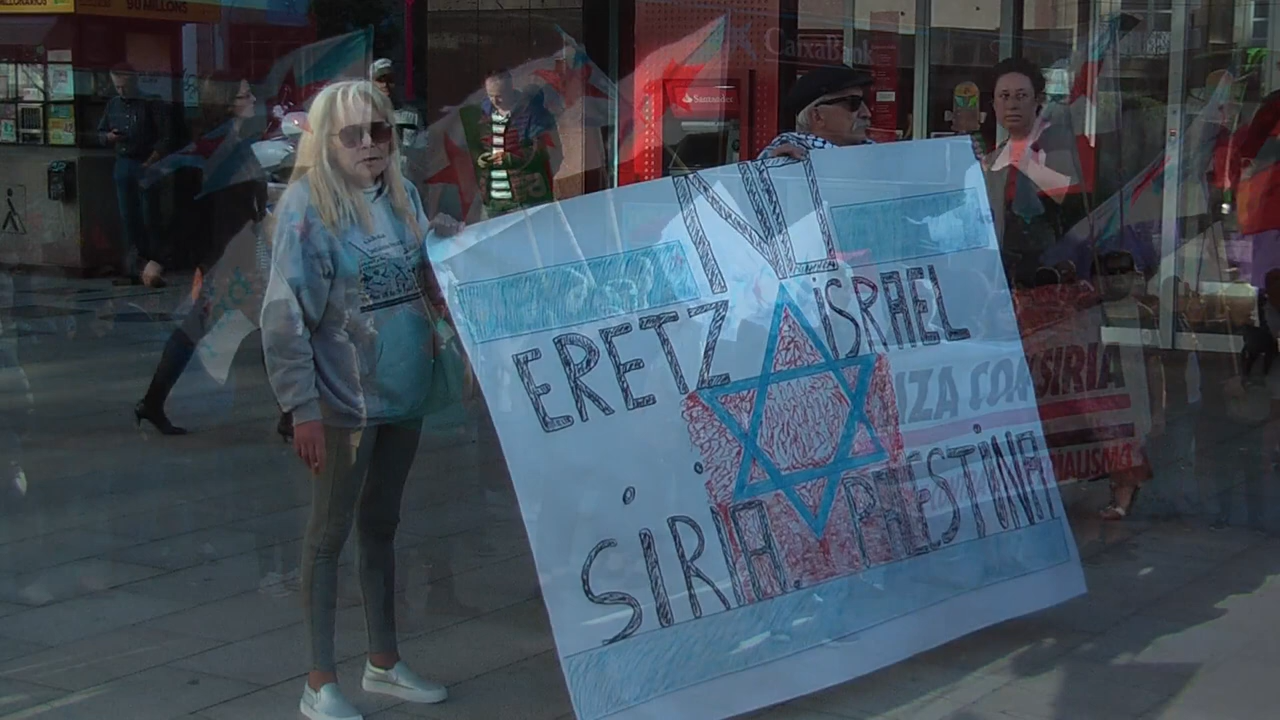 90 MILLONS
CaixaBank
Santander
NO
ERETZ ISRAEL
SIRIA. PALESTINA
SIRIA